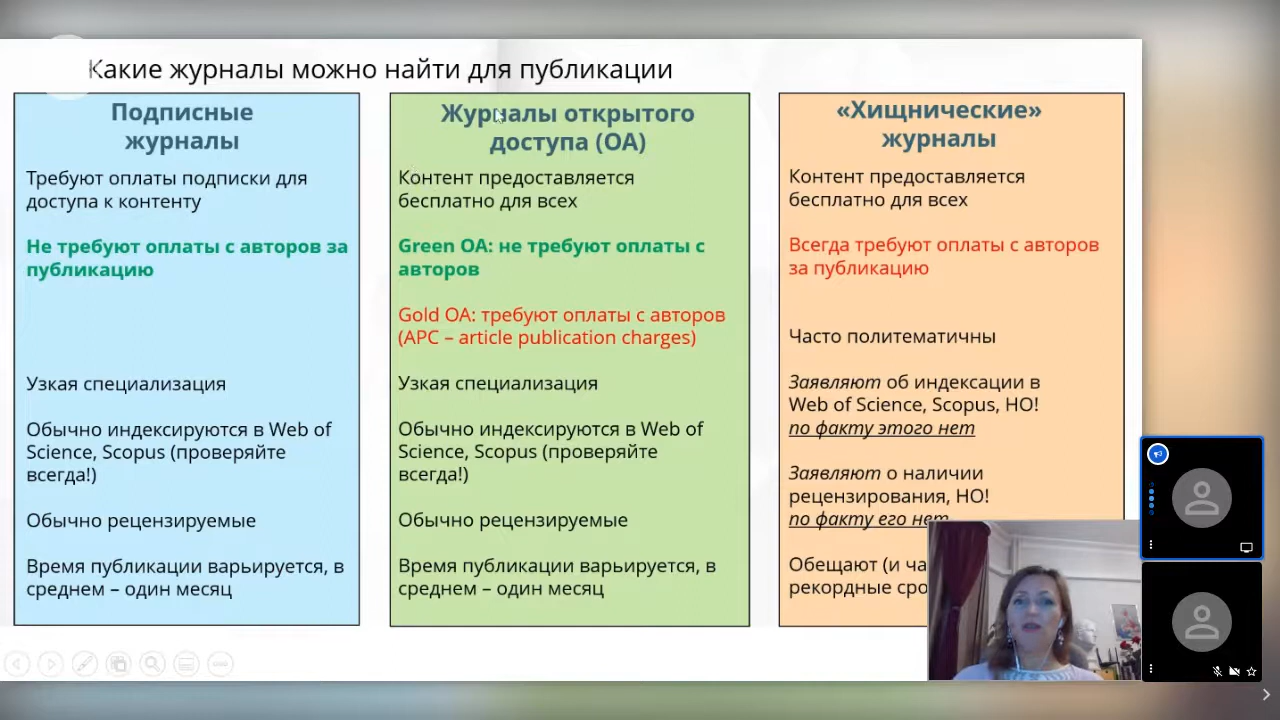 Какие журналы можно найти для публикации
Подписные
журналы
Требуют оплаты подписки для
доступа к контенту
Не требуют оплаты с авторов за
публикацию
Узкая специализация
Обычно индексируются в Web of
Science, Scopus (проверяйте
всегда!)
Обычно рецензируемые
Время публикации варьируется, в
среднем – один месяц
Журналы открытого
доступа (ОА)
Контент предоставляется
бесплатно для всех
Green OA: не требуют оплаты с
авторов
Gold OA: требуют оплаты с авторов
(APC – article publication charges)
Узкая специализация
Обычно индексируются в Web of
Science, Scopus (проверяйте
всегда!)
Обычно рецензируемые
Время публикации варьируется, в
среднем – один месяц
«Хищнические»
журналы
Контент предоставляется
бесплатно для всех
Всегда требуют оплаты с авторов
за публикацию
Часто политематичны
Заявляют об индексации в
Web of Science, Scopus, НО!
по факту этого нет
Заявляют о наличии
рецензирования, НО!
по факту его нет
Обещают (и